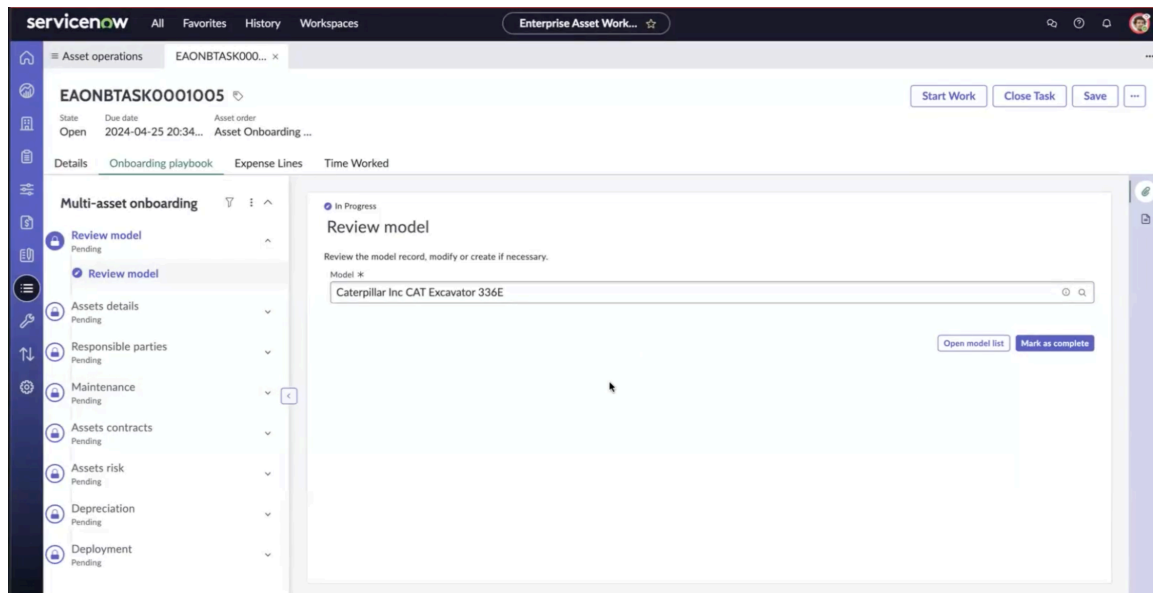 servicenow All Favorites History Workspaces Enterprise Asset Work...
Asset operations EAONBTASK000... ×
EAONBTASK0001005
Start Work Close Task Save
State Due date Asset order
Open 2024-04-25 20:34... Asset Onboarding ...
Details Onboarding playbook Expense Lines Time Worked
Multi-asset onboarding
Review model
Pending
Review model
Assets details
Pending
Responsible parties
Pending
Maintenance
Pending
Assets contracts
Pending
Assets risk
Pending
Depreciation
Pending
Deployment
Pending
In Progress
Review model
Review the model record, modify or create if necessary.
Model *
Caterpillar Inc CAT Excavator 336E
Open model list Mark as complete